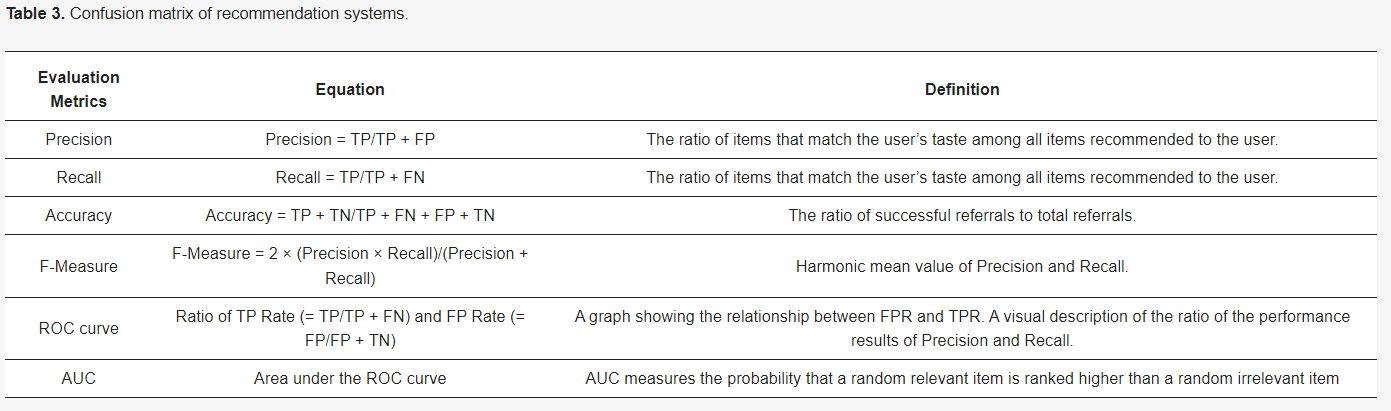 Table 3. Confusion matrix of recommendation systems.
Evaluation
Metrics
Equation
Definition
Precision
Precision = TP/TP + FP
The ratio of items that match the user’s taste among all items recommended to the user.
Recall
Recall = TP/TP + FN
The ratio of items that match the user’s taste among all items recommended to the user.
Accuracy
Accuracy = TP + TN/TP + FN + FP + TN
The ratio of successful referrals to total referrals.
F-Measure
F-Measure = 2 × (Precision × Recall)/(Precision +
Recall)
Harmonic mean value of Precision and Recall.
ROC curve
Ratio of TP Rate (= TP/TP + FN) and FP Rate (=
FP/FP + TN)
A graph showing the relationship between FPR and TPR. A visual description of the ratio of the performance
results of Precision and Recall.
AUC
Area under the ROC curve
AUC measures the probability that a random relevant item is ranked higher than a random irrelevant item